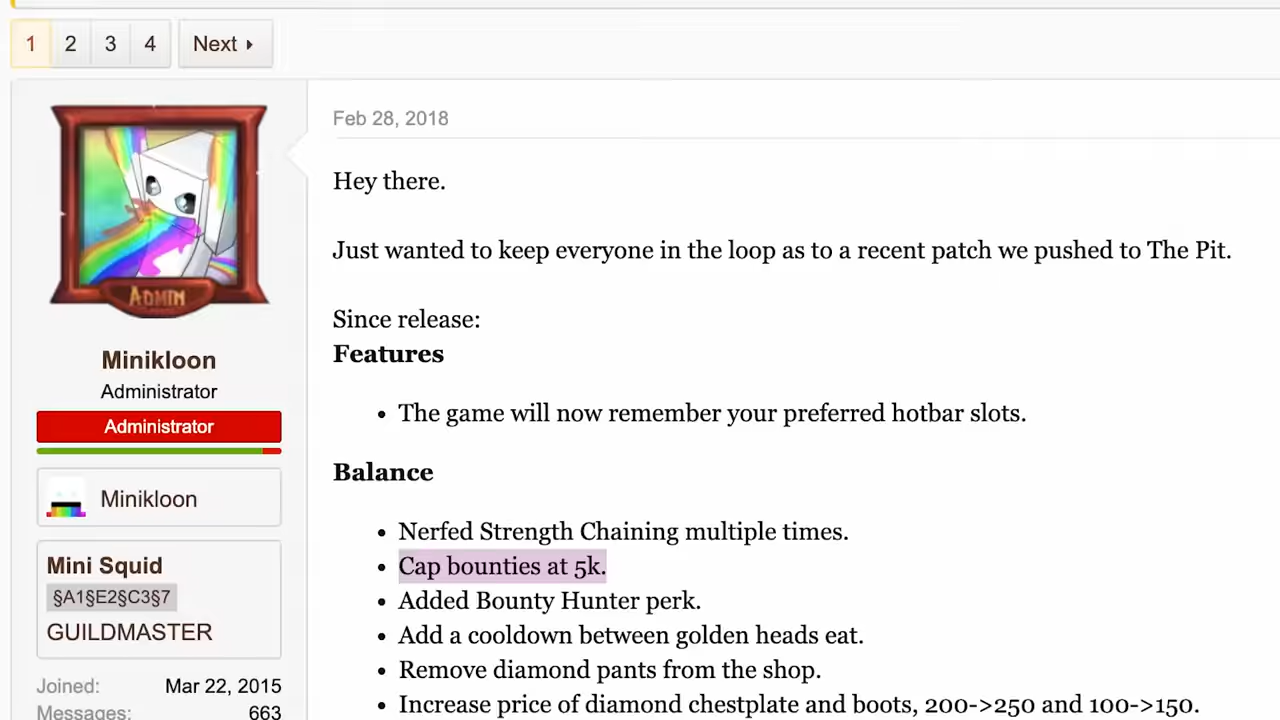 1 2 3 4 Next
Feb 28, 2018
ADMIN
Minikloon
Administrator
Administrator
Minikloon
Mini Squid
§A1§E2§C3§7
GUILDMASTER
Joined: Mar 22, 2015
Messages: 663
Hey there.
Just wanted to keep everyone in the loop as to a recent patch we pushed to The Pit.
Since release:
Features
• The game will now remember your preferred hotbar slots.
Balance
• Nerfed Strength Chaining multiple times.
• Cap bounties at 5k.
• Added Bounty Hunter perk.
• Add a cooldown between golden heads eat.
• Remove diamond pants from the shop.
• Increase price of diamond chestplate and boots, 200->250 and 100->150.